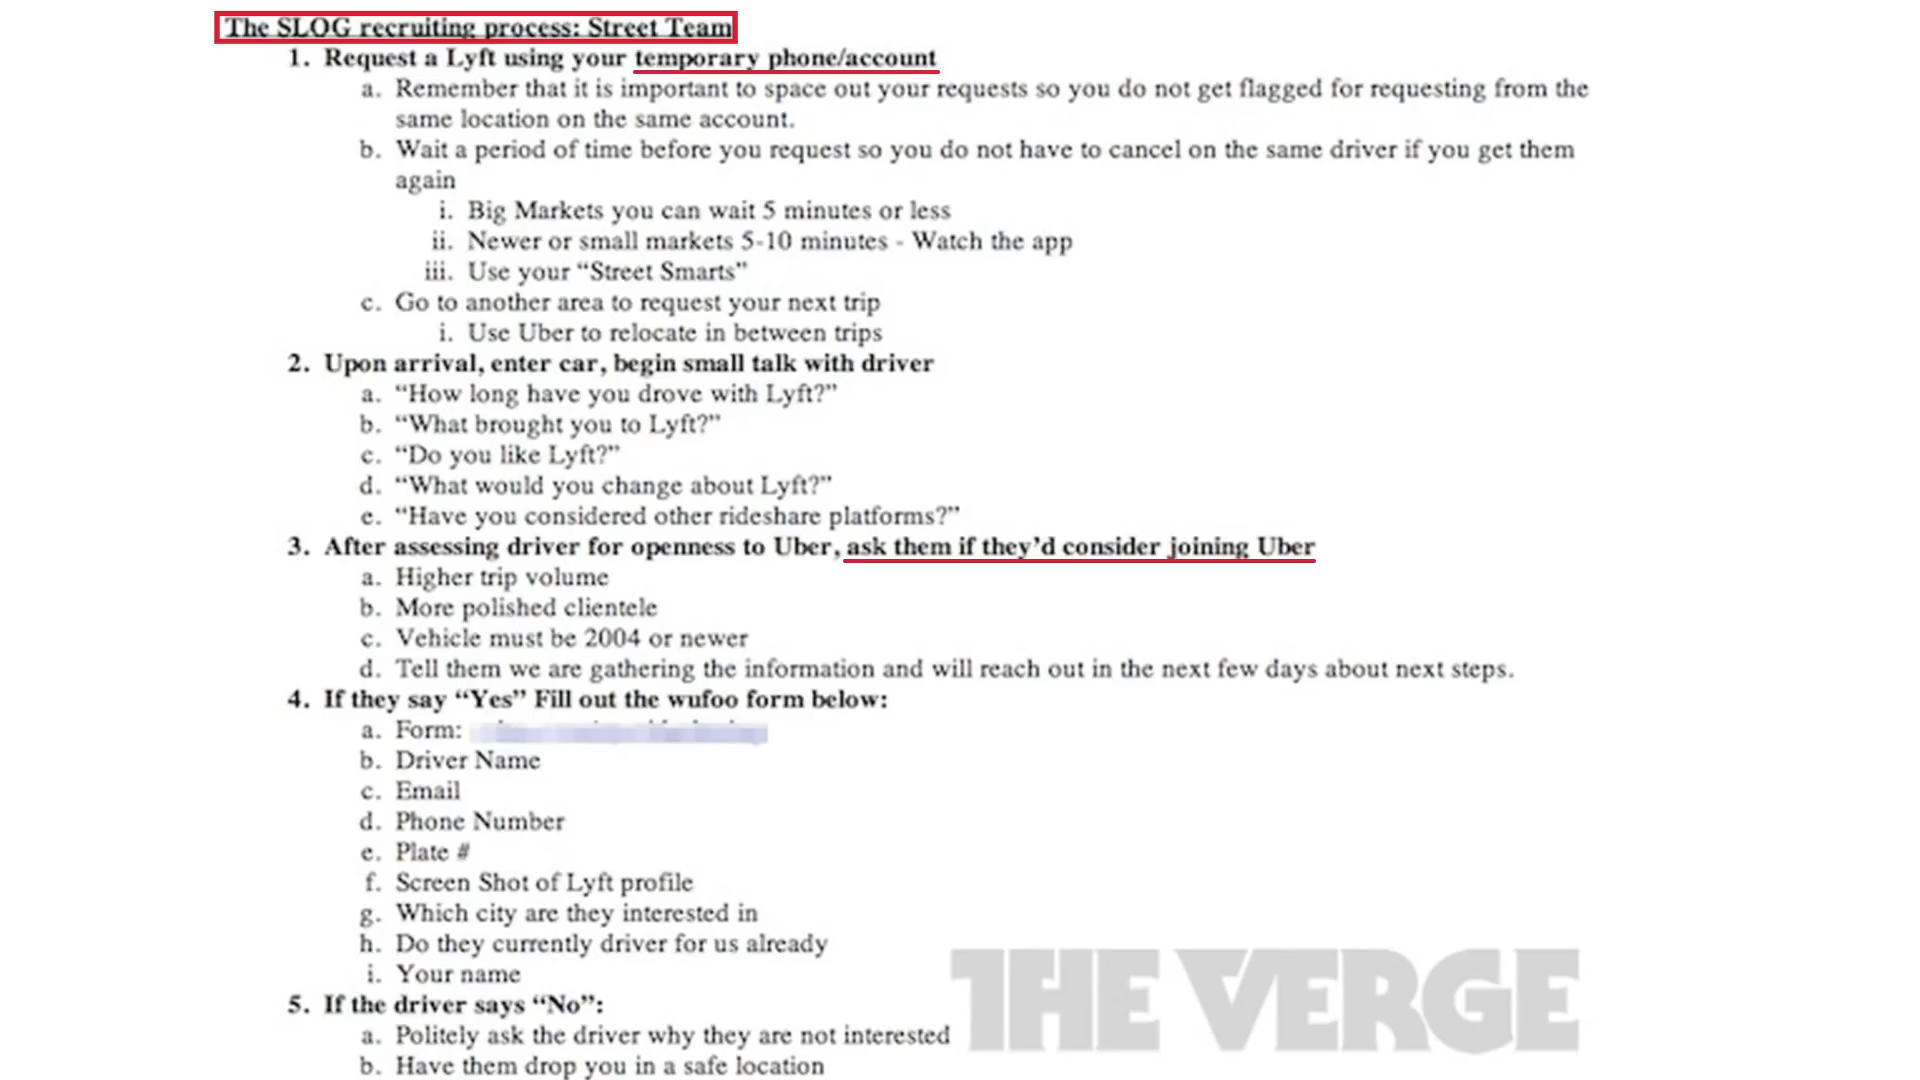 The SLOG recruiting process: Street Team
1. Request a Lyft using your temporary phone/account
a. Remember that it is important to space out your requests so you do not get flagged for requesting from the
same location on the same account.
b. Wait a period of time before you request so you do not have to cancel on the same driver if you get them
again
i. Big Markets you can wait 5 minutes or less
ii. Newer or small markets 5-10 minutes - Watch the app
iii. Use your “Street Smarts”
c. Go to another area to request your next trip
i. Use Uber to relocate in between trips
2. Upon arrival, enter car, begin small talk with driver
a. “How long have you drove with Lyft?”
b. “What brought you to Lyft?”
c. “Do you like Lyft?”
d. “What would you change about Lyft?”
e. “Have you considered other rideshare platforms?”
3. After assessing driver for openness to Uber, ask them if they’d consider joining Uber
a. Higher trip volume
b. More polished clientele
c. Vehicle must be 2004 or newer
d. Tell them we are gathering the information and will reach out in the next few days about next steps.
4. If they say “Yes” Fill out the wufoo form below:
a. Form:
b. Driver Name
c. Email
d. Phone Number
e. Plate #
f. Screen Shot of Lyft profile
g. Which city are they interested in
h. Do they currently driver for us already
i. Your name
5. If the driver says “No”:
a. Politely ask the driver why they are not interested
b. Have them drop you in a safe location
THE VERGE